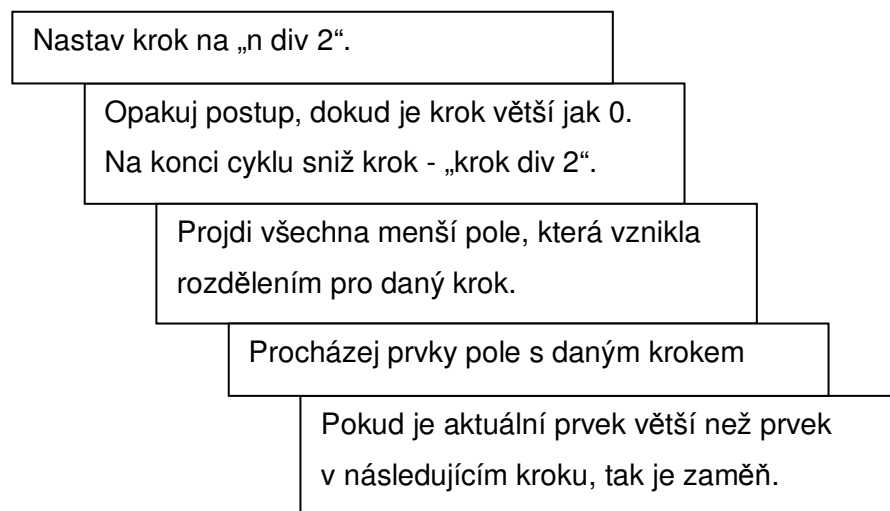 Nastav krok na „n div 2“.
Opakuj postup, dokud je krok větší jak 0.
Na konci cyklu sniž krok - „krok div 2“.
Projdi všechna menší pole, která vznikla
rozdělením pro daný krok.
Procházej prvky pole s daným krokem
Pokud je aktuální prvek větší než prvek
v následujícím kroku, tak je zaměň.